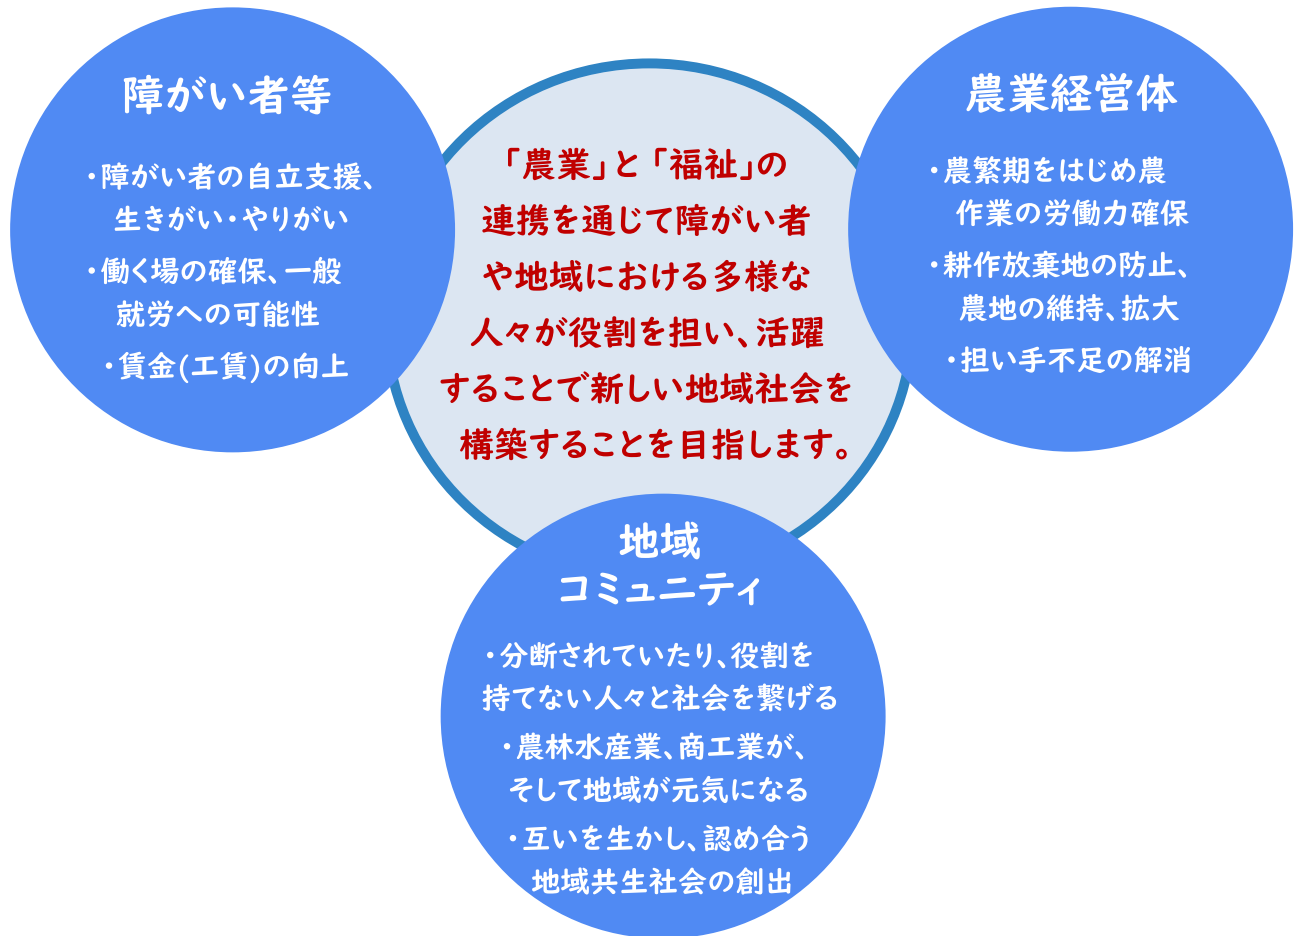 障がい者等
・障がい者の自立支援、
生きがい・やりがい
・働く場の確保、一般
就労への可能性
・賃金(工賃)の向上
「農業」と「福祉」の
連携を通じて障がい者
や地域における多様な
人々が役割を担い、活躍
することで新しい地域社会を
構築することを目指します。
農業経営体
・農繁期をはじめ農
作業の労働力確保
・耕作放棄地の防止、
農地の維持、拡大
・担い手不足の解消
地域
コミュニティ
・分断されていたり、役割を
持てない人々と社会を繋げる
・農林水産業、商工業が、
そして地域が元気になる
・互いを生かし、認め合う
地域共生社会の創出